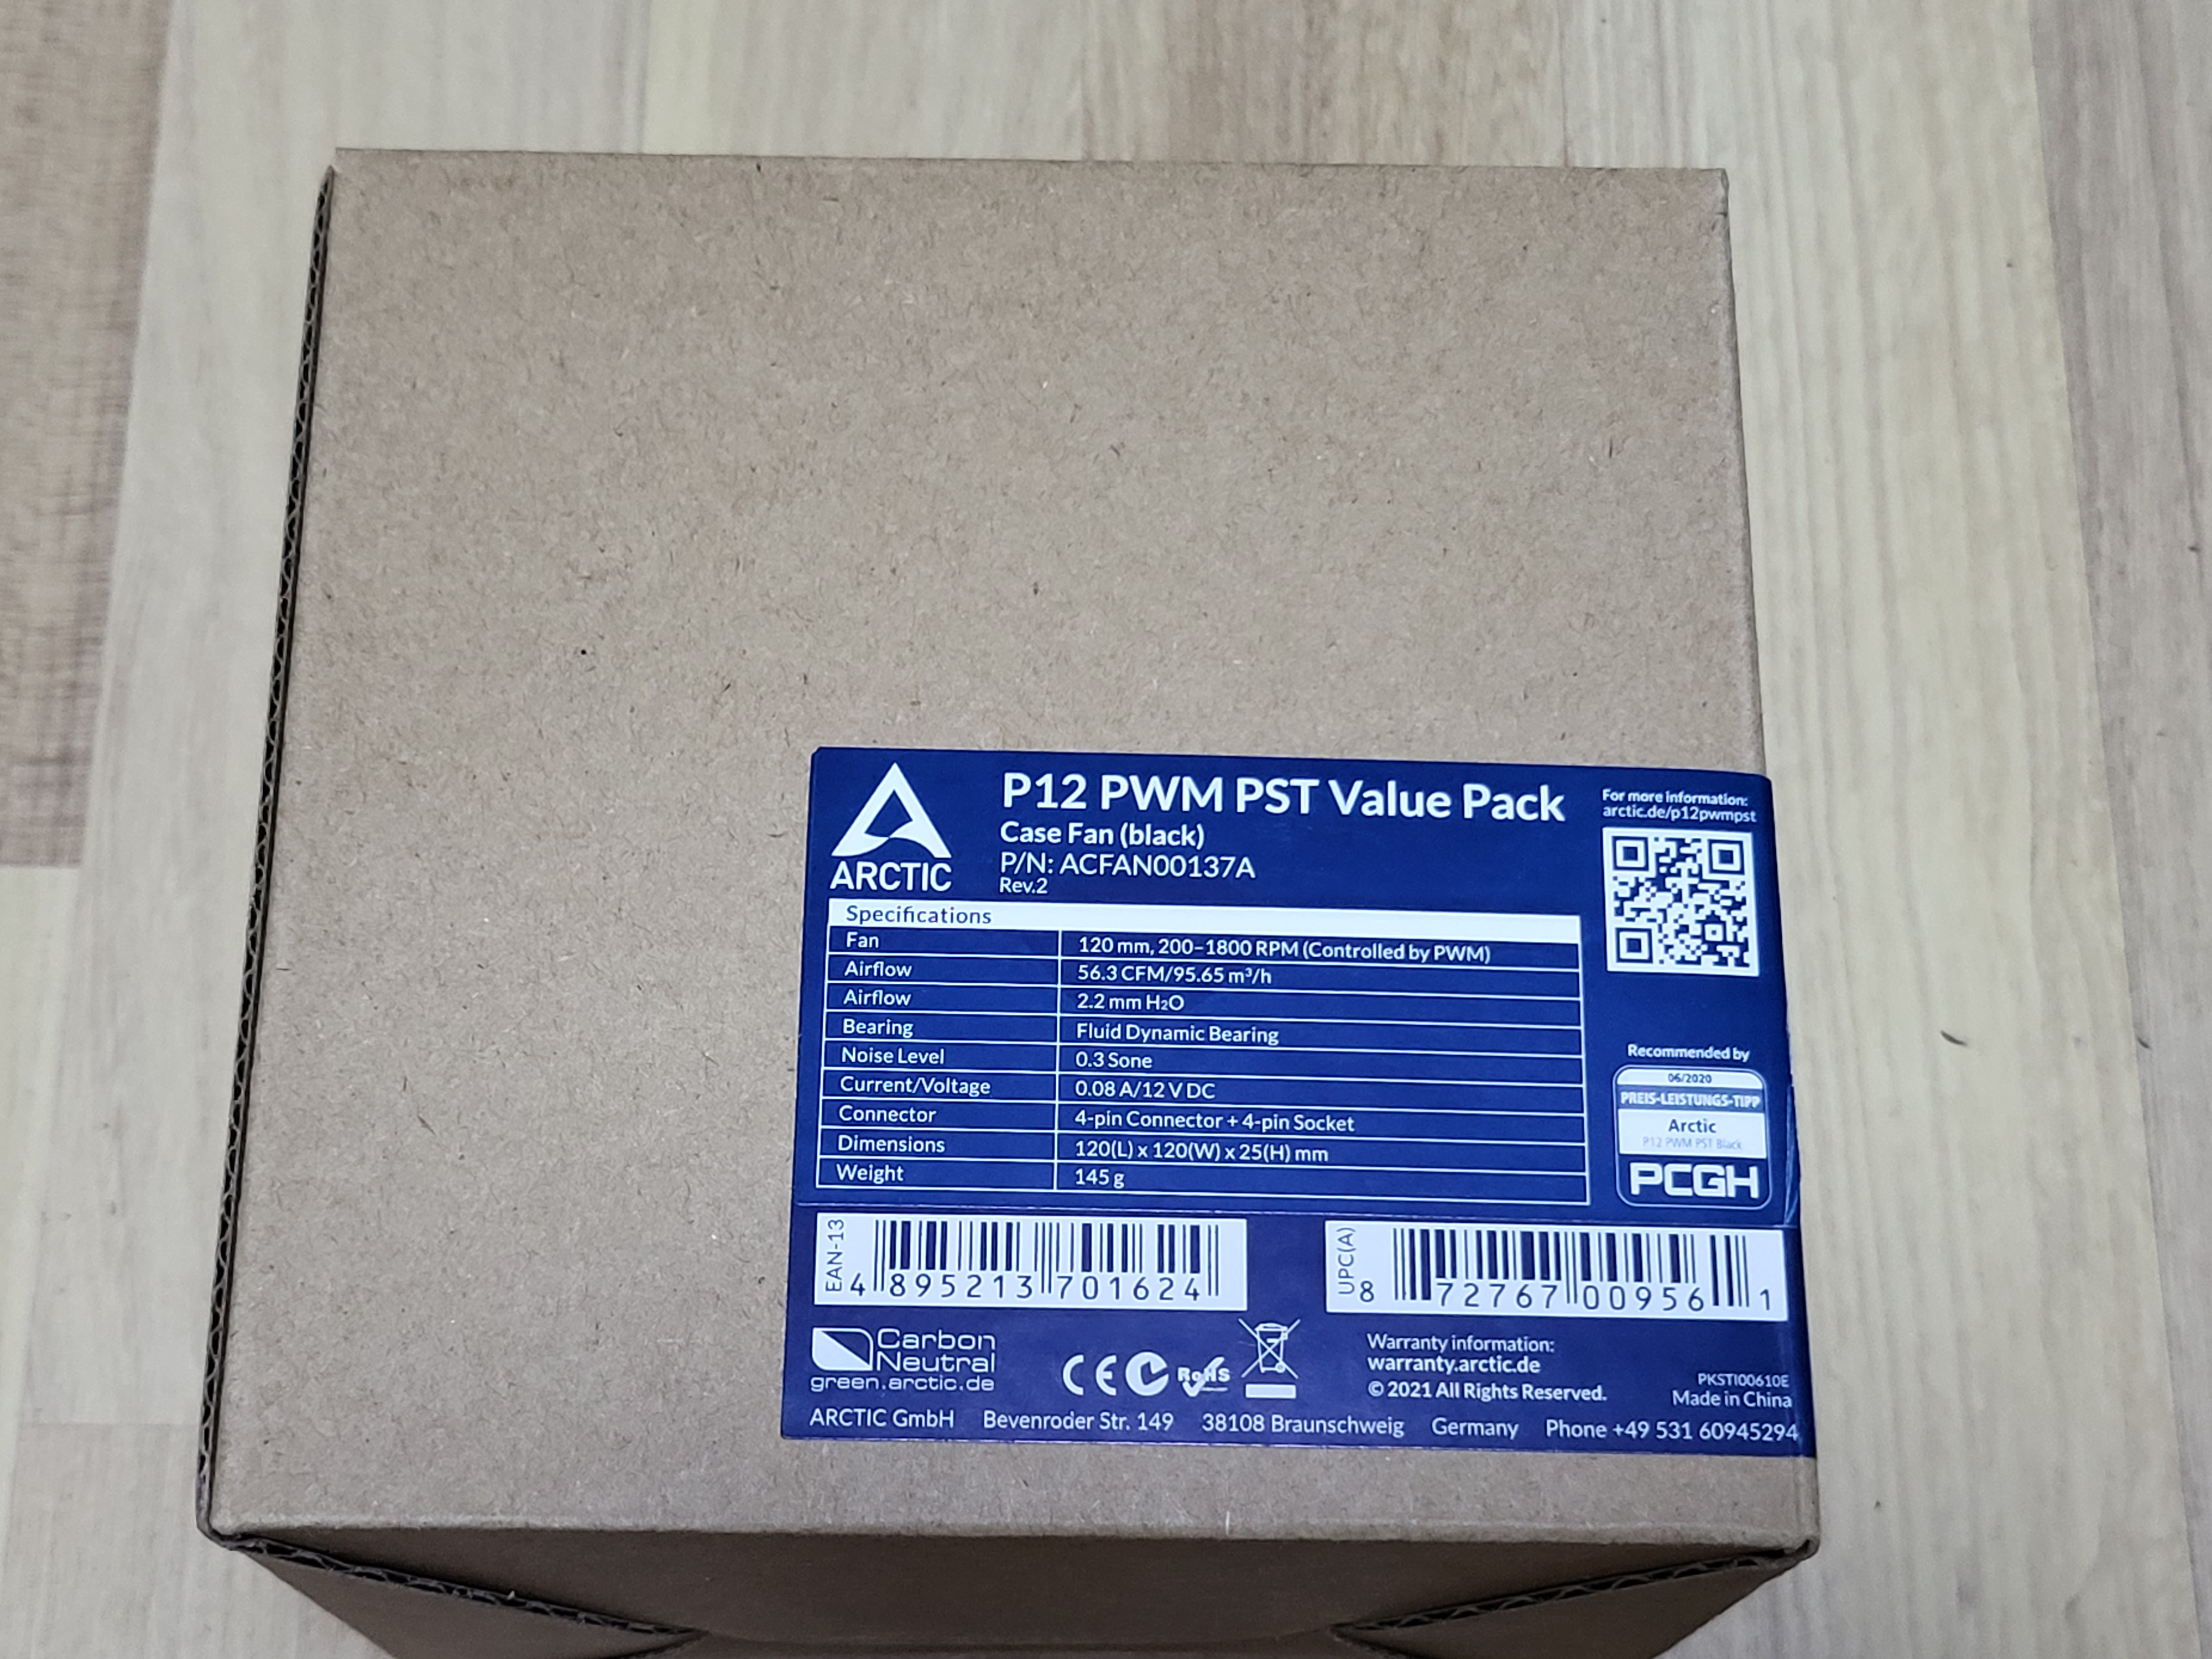 P12 PWM PST Value Pack
Case Fan (black)
P/N: ACFAN00137A
Rev.2
ARCTIC
For more information:
arctic.de/p12pwmpst
Specifications
Fan 120 mm, 200–1800 RPM (Controlled by PWM)
Airflow 56.3 CFM/95.65 m³/h
Airflow 2.2 mm H₂O
Bearing Fluid Dynamic Bearing
Noise Level 0.3 Sone
Current/Voltage 0.08 A/12 V DC
Connector 4-pin Connector + 4-pin Socket
Dimensions 120(L) x 120(W) x 25(H) mm
Weight 145 g
Recommended by
06/2020
PREIS-LEISTUNGS-TIPP
Arctic
P12 PWM PST Black
PCGH
EAN-13
4 895213 701624
UPC(A)
8 72767 00956 1
Carbon
Neutral
green.arctic.de
CE
RoHS
Warranty information:
warranty.arctic.de
© 2021 All Rights Reserved.
PKSTI00610E
Made in China
ARCTIC GmbH Bevenroder Str. 149 38108 Braunschweig Germany Phone +49 531 60945294